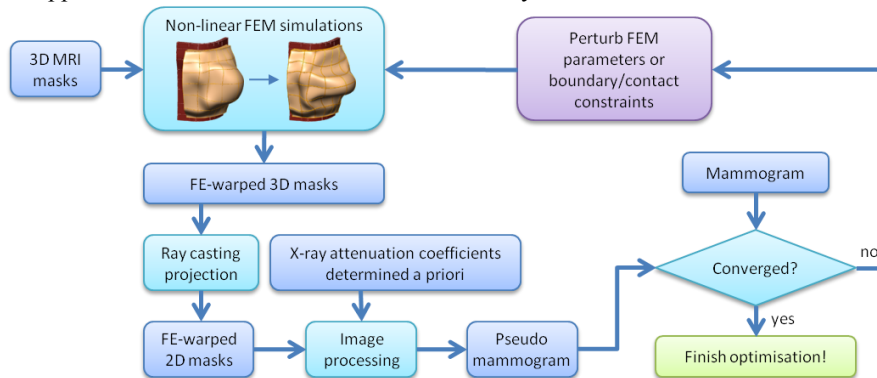 Non-linear FEM simulations
3D MRI
masks
Perturb FEM
parameters or
boundary/contact
constraints
FE-warped 3D masks
Mammogram
Ray casting
projection
X-ray attenuation coefficients
determined a priori
Converged?
no
yes
FE-warped
2D masks
Image
processing
Pseudo
mammogram
Finish optimisation!